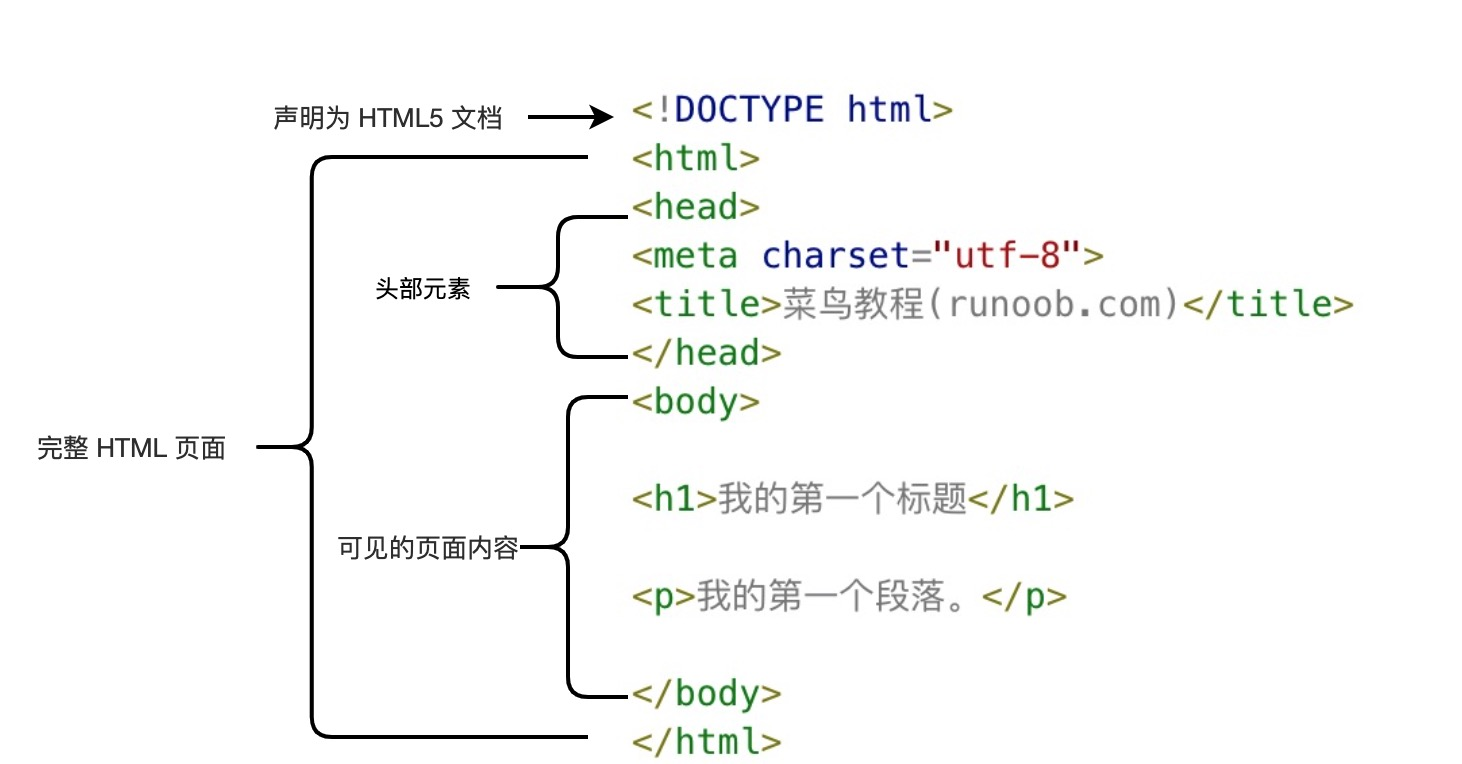 声明为 HTML5 文档
<!DOCTYPE html>
<html>
<head>
<meta charset="utf-8">
头部元素
<title>菜鸟教程(runoob.com)</title>
</head>
<body>
完整 HTML 页面
<h1>我的第一个标题</h1>
可见的页面内容
<p>我的第一个段落。</p>
</body>
</html>